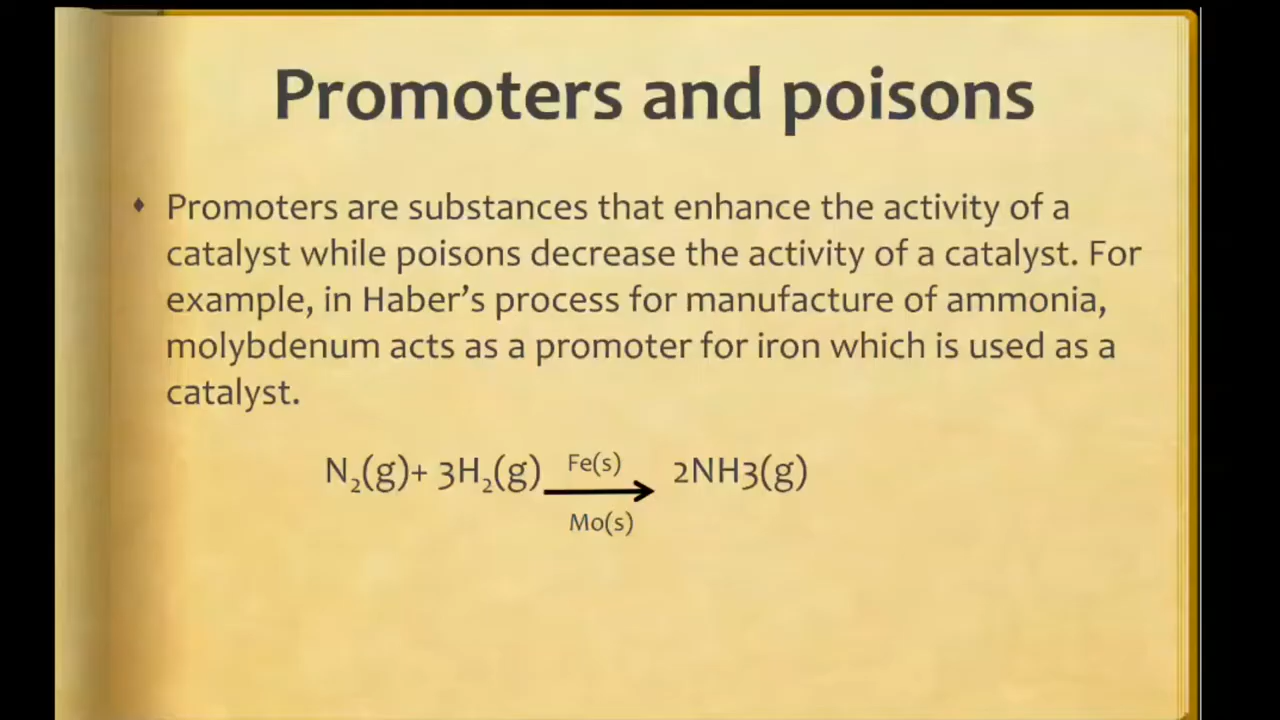 Promoters and poisons
Promoters are substances that enhance the activity of a
catalyst while poisons decrease the activity of a catalyst. For
example, in Haber’s process for manufacture of ammonia,
molybdenum acts as a promoter for iron which is used as a
catalyst.
Fe(s)
N₂(g)+ 3H₂(g) 2NH3(g)
Mo(s)